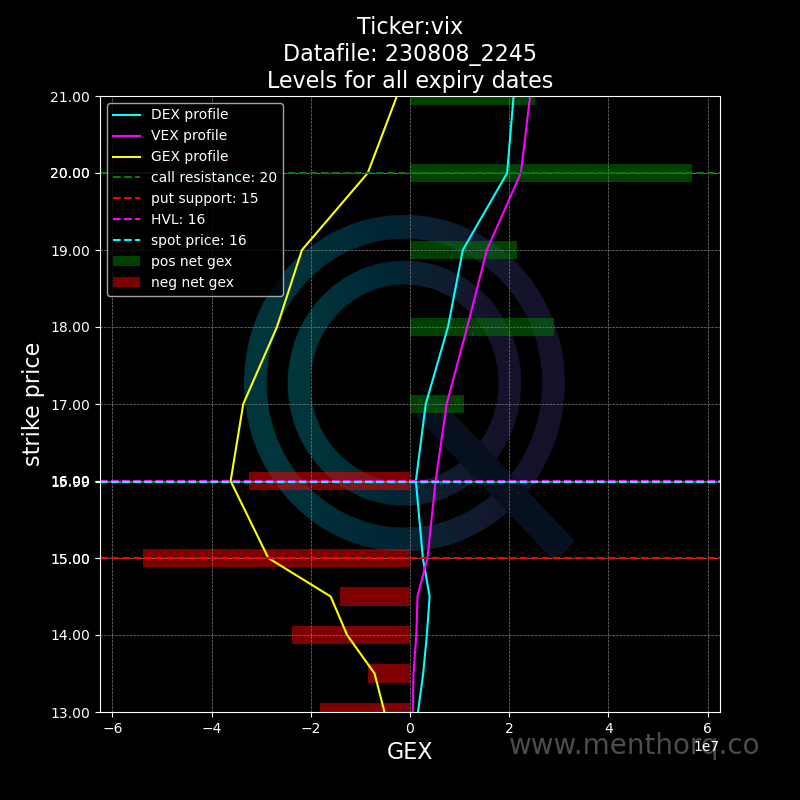 Ticker:vix
Datafile: 230808_2245
Levels for all expiry dates
DEX profile
VEX profile
GEX profile
call resistance: 20
put support: 15
HVL: 16
spot price: 16
pos net gex
neg net gex
strike price
21.00
20.00
19.00
18.00
17.00
15.00
14.00
13.00
−6 −4 −2 0 2 4 6
1e7
GEX
www.menthorq.co